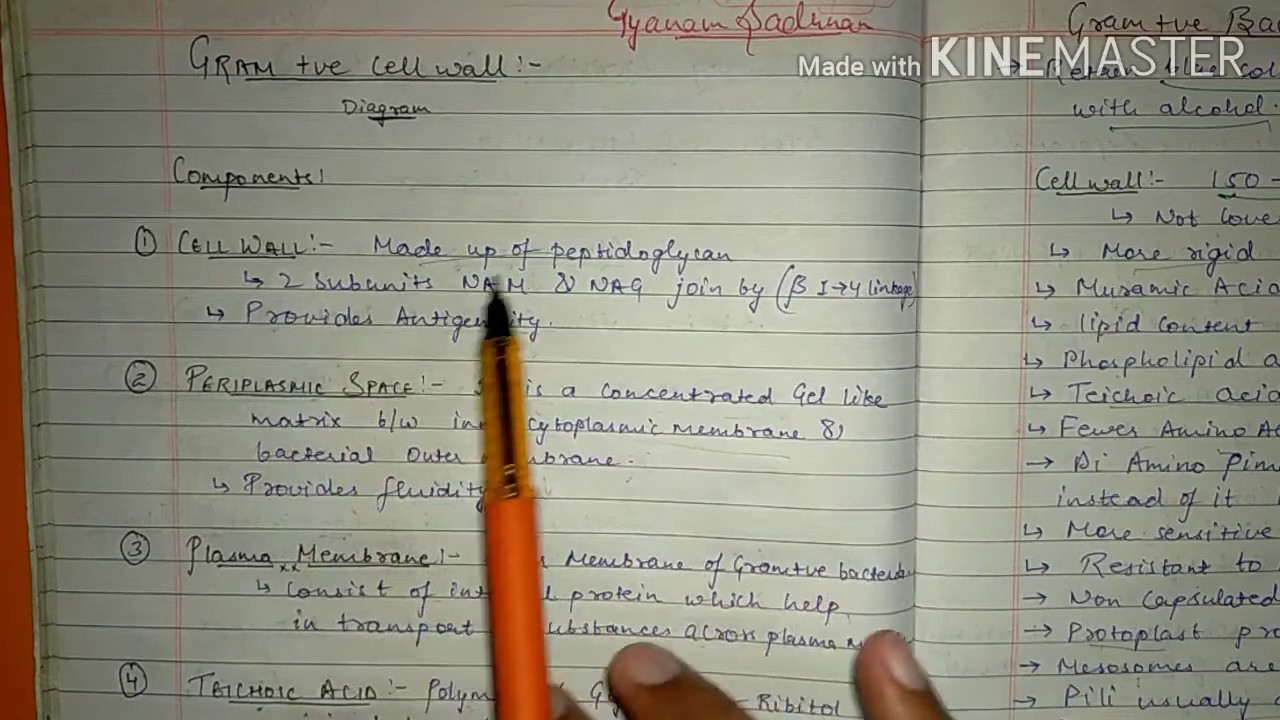 Gyanam Sadhnan
GRAM +ve Cell wall:-
Diagram
Components:
① CELL WALL:- Made up of peptidoglycan
↳ 2 Subunits NAM & NAG join by (β 1→4 linkage)
↳ Provides Antigenicity.
② PERIPLASMIC SPACE:- is a concentrated Gel like
matrix b/w cytoplasmic membrane &
bacterial Outer
↳ Provides fluidity
③ Plasma Membrane:- Membrane of Gram+ve bacteria
↳ Consist of protein which help
in transport substances across plasma
④ TEICHOIC ACID:- Ribitol
Made with KINEMASTER
Gram +ve
with alcohol.
Cell wall:- 150-
↳ Not
↳ More rigid
↳ Muramic
↳ lipid content
↳ Phospholipid
↳ Teichoic
↳ Fewer Amino
→ Di Amino
instead of it
↳ More sensitive
↳ Resistant to
→ Non Capsulated
→ Protoplast
→ Mesosomes are
→ Pili usually